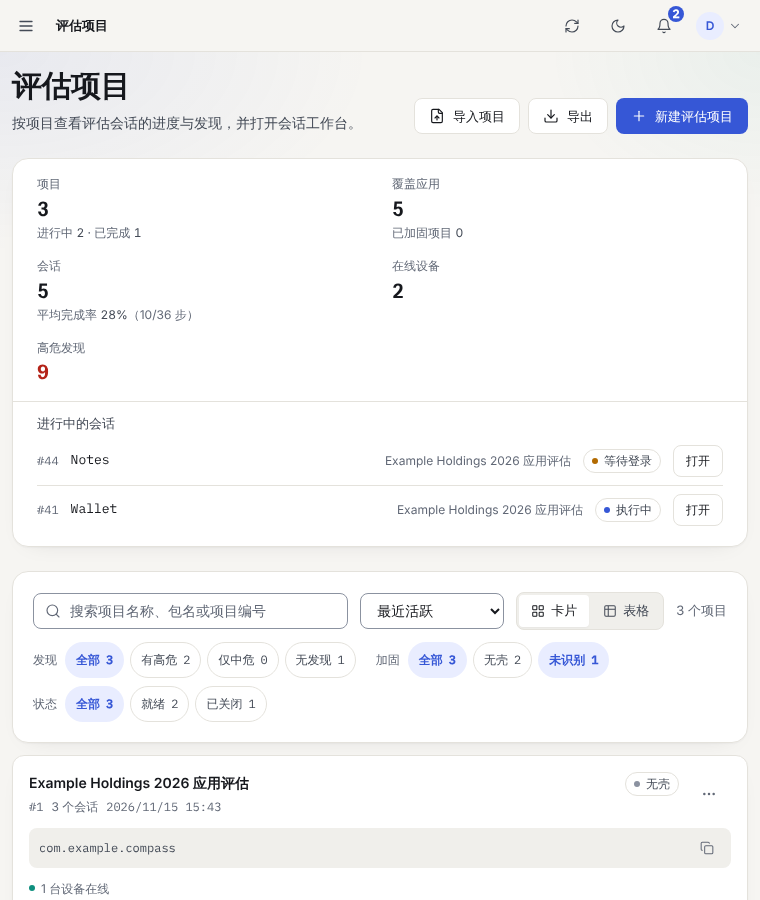 评估项目
2
D
评估项目
按项目查看评估会话的进度与发现，并打开会话工作台。
导入项目
导出
新建评估项目
项目
3
进行中 2 · 已完成 1
覆盖应用
5
已加固项目 0
会话
5
平均完成率 28%（10/36 步）
在线设备
2
高危发现
9
进行中的会话
#44 Notes Example Holdings 2026 应用评估 等待登录 打开
#41 Wallet Example Holdings 2026 应用评估 执行中 打开
搜索项目名称、包名或项目编号
最近活跃
卡片
表格
3 个项目
发现 全部 3 有高危 2 仅中危 0 无发现 1 加固 全部 3 无壳 2 未识别 1
状态 全部 3 就绪 2 已关闭 1
Example Holdings 2026 应用评估
无壳
#1 3 个会话 2026/11/15 15:43
com.example.compass
1 台设备在线